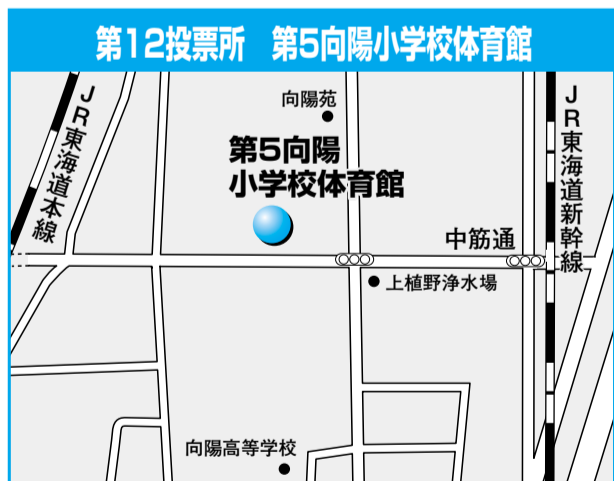 第12投票所　第5向陽小学校体育館
向陽苑
第5向陽
小学校体育館
JR東海道本線
JR東海道新幹線
中筋通
上植野浄水場
向陽高等学校